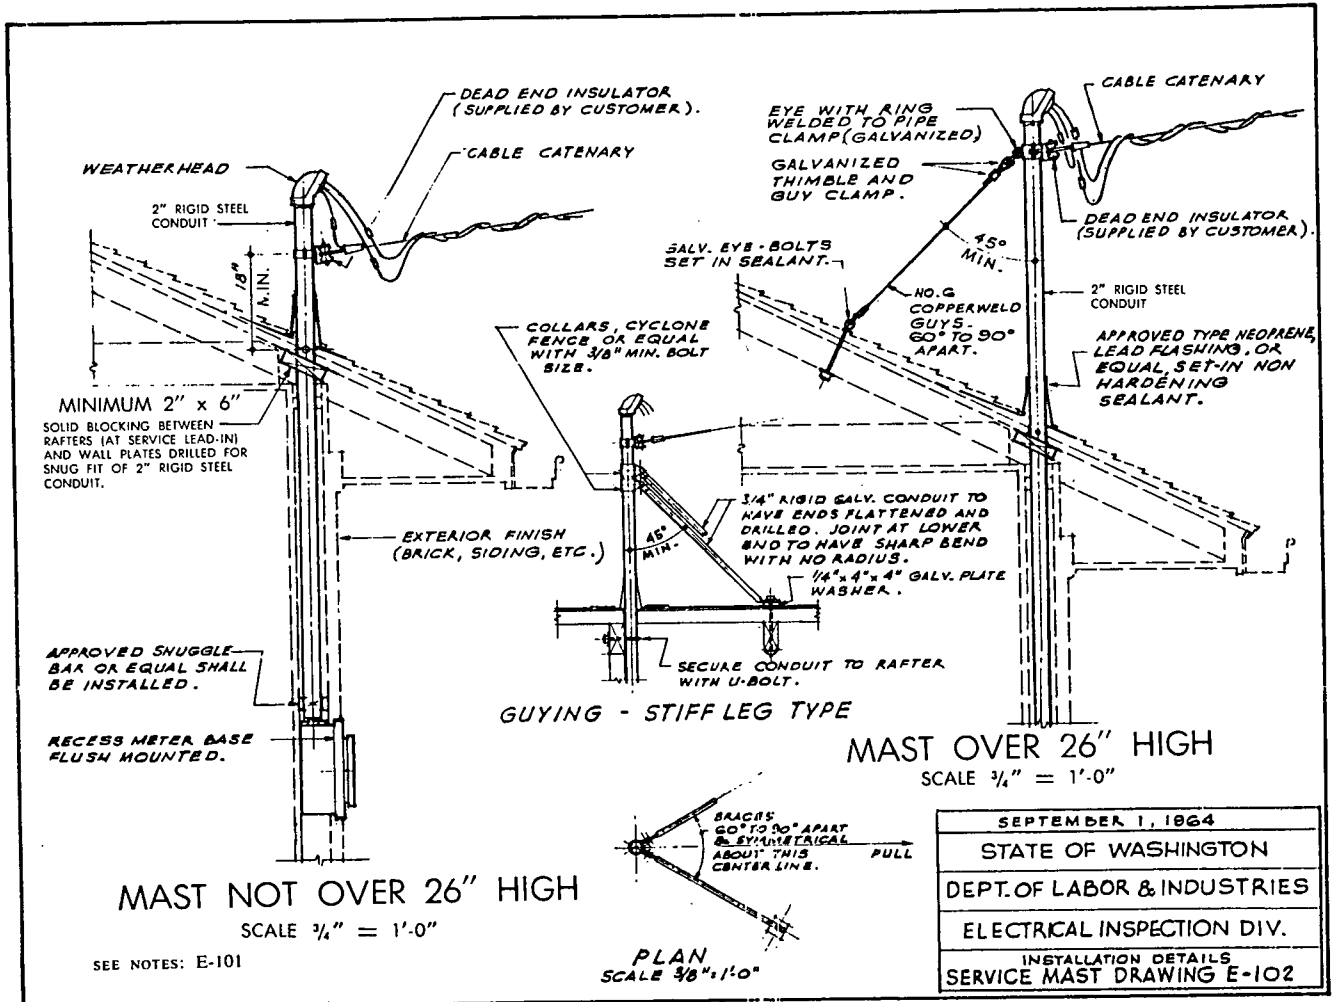 DEAD END INSULATOR
(SUPPLIED BY CUSTOMER).
CABLE CATENARY
WEATHERHEAD
2" RIGID STEEL
CONDUIT
18"
MIN.
MINIMUM 2" x 6"
SOLID BLOCKING BETWEEN
RAFTERS (AT SERVICE LEAD-IN)
AND WALL PLATES DRILLED FOR
SNUG FIT OF 2" RIGID STEEL
CONDUIT.
EXTERIOR FINISH
(BRICK, SIDING, ETC.)
APPROVED SNUGGLE
BAR OR EQUAL SHALL
BE INSTALLED.
RECESS METER BASE
FLUSH MOUNTED.
MAST NOT OVER 26" HIGH
SCALE 3/4" = 1'-0"
SEE NOTES: E-101
COLLARS, CYCLONE
FENCE OR EQUAL
WITH 3/8" MIN. BOLT
SIZE.
45°
MIN.
3/4" RIGID GALV. CONDUIT TO
HAVE ENDS FLATTENED AND
DRILLED. JOINT AT LOWER
END TO HAVE SHARP BEND
WITH NO RADIUS.
1/4" x 4" x 4" GALV. PLATE
WASHER.
SECURE CONDUIT TO RAFTER
WITH U-BOLT.
GUYING - STIFF LEG TYPE
BRACES
60° TO 90° APART
& SYMMETRICAL
ABOUT THIS
CENTER LINE.
PULL
PLAN
SCALE 3/8" = 1'-0"
CABLE CATENARY
EYE WITH RING
WELDED TO PIPE
CLAMP (GALVANIZED)
GALVANIZED
THIMBLE AND
GUY CLAMP.
DEAD END INSULATOR
(SUPPLIED BY CUSTOMER).
GALV. EYE-BOLTS
SET IN SEALANT.
45°
MIN.
NO. 6
COPPERWELD
GUYS.
60° TO 90°
APART.
2" RIGID STEEL
CONDUIT
APPROVED TYPE NEOPRENE,
LEAD FLASHING, OR
EQUAL, SET-IN NON
HARDENING
SEALANT.
MAST OVER 26" HIGH
SCALE 3/4" = 1'-0"
SEPTEMBER 1, 1964
STATE OF WASHINGTON
DEPT. OF LABOR & INDUSTRIES
ELECTRICAL INSPECTION DIV.
INSTALLATION DETAILS
SERVICE MAST DRAWING E-102